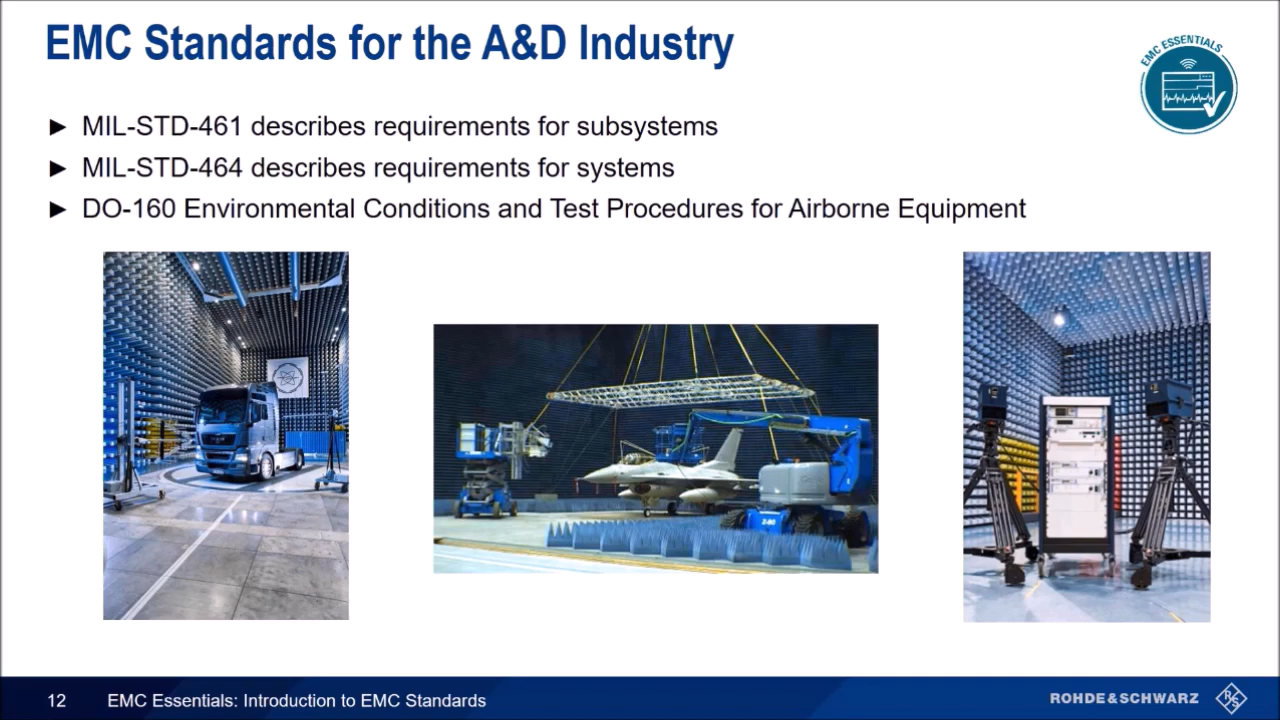 EMC Standards for the A&D Industry
EMC ESSENTIALS
► MIL-STD-461 describes requirements for subsystems
► MIL-STD-464 describes requirements for systems
► DO-160 Environmental Conditions and Test Procedures for Airborne Equipment
Z-80
12 EMC Essentials: Introduction to EMC Standards
ROHDE & SCHWARZ
R S